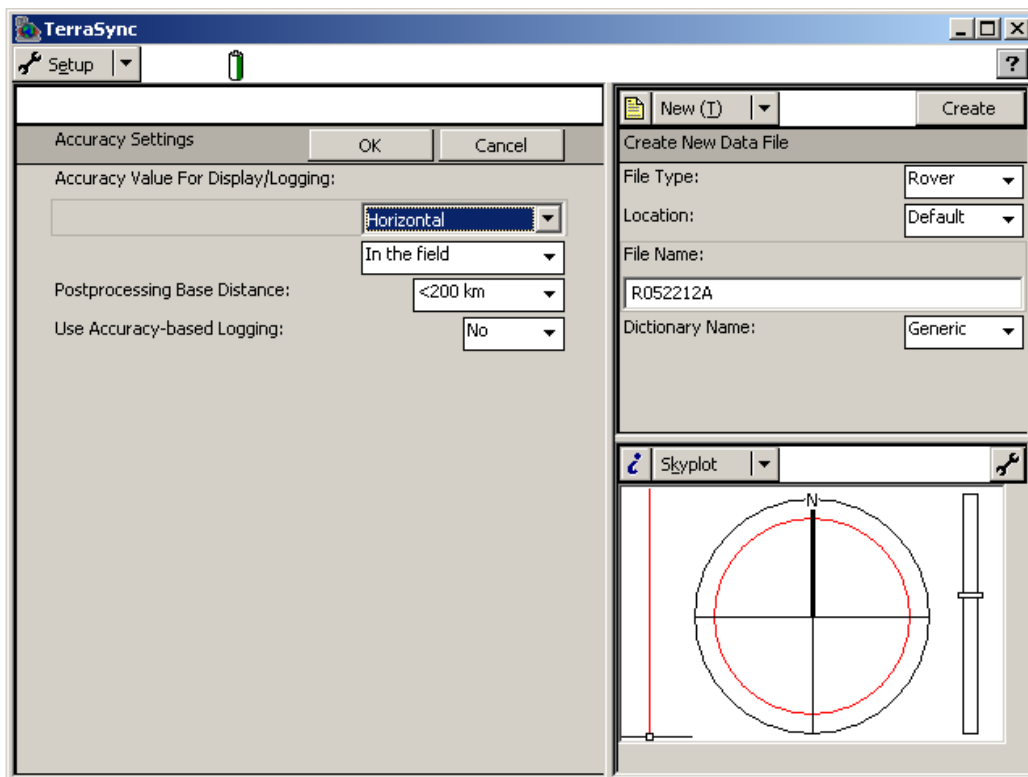 TerraSync
Setup
?
Accuracy Settings OK Cancel
Accuracy Value For Display/Logging:
Horizontal
In the field
Postprocessing Base Distance: <200 km
Use Accuracy-based Logging: No
New (T) Create
Create New Data File
File Type: Rover
Location: Default
File Name:
R052212A
Dictionary Name: Generic
i Skyplot
N